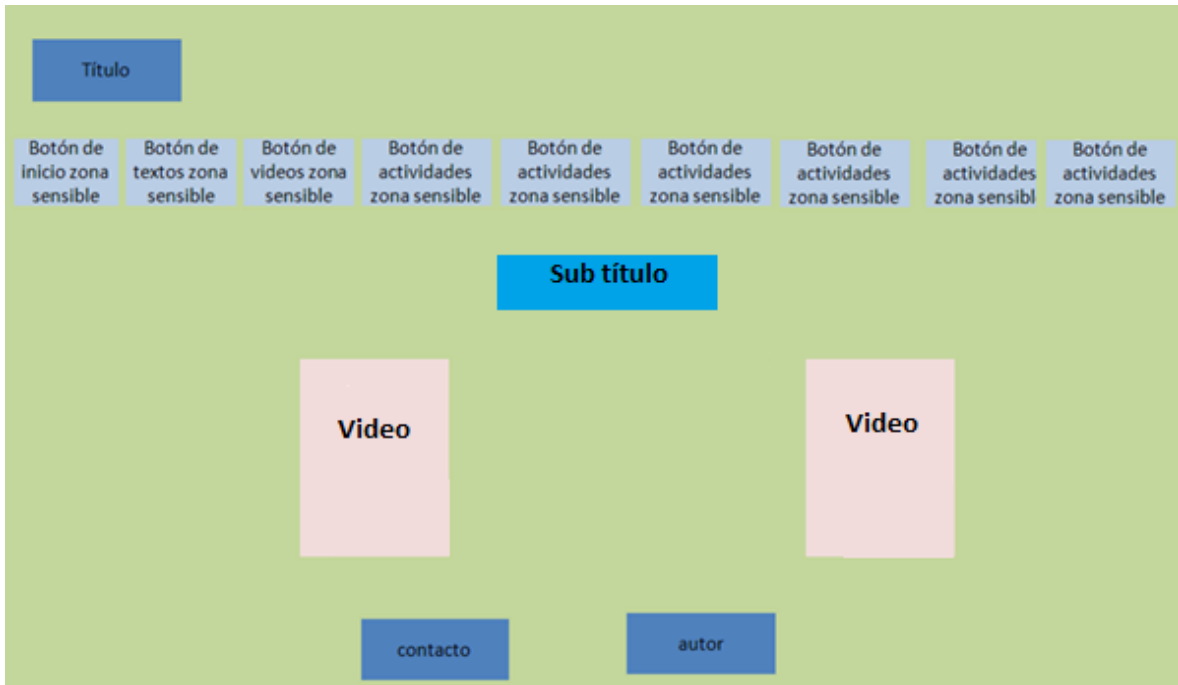 Título
Botón de
inicio zona
sensible
Botón de
textos zona
sensible
Botón de
videos zona
sensible
Botón de
actividades
zona sensible
Botón de
actividades
zona sensible
Botón de
actividades
zona sensible
Botón de
actividades
zona sensible
Botón de
actividades
zona sensibl
Botón de
actividades
zona sensible
Sub título
Video
Video
contacto
autor